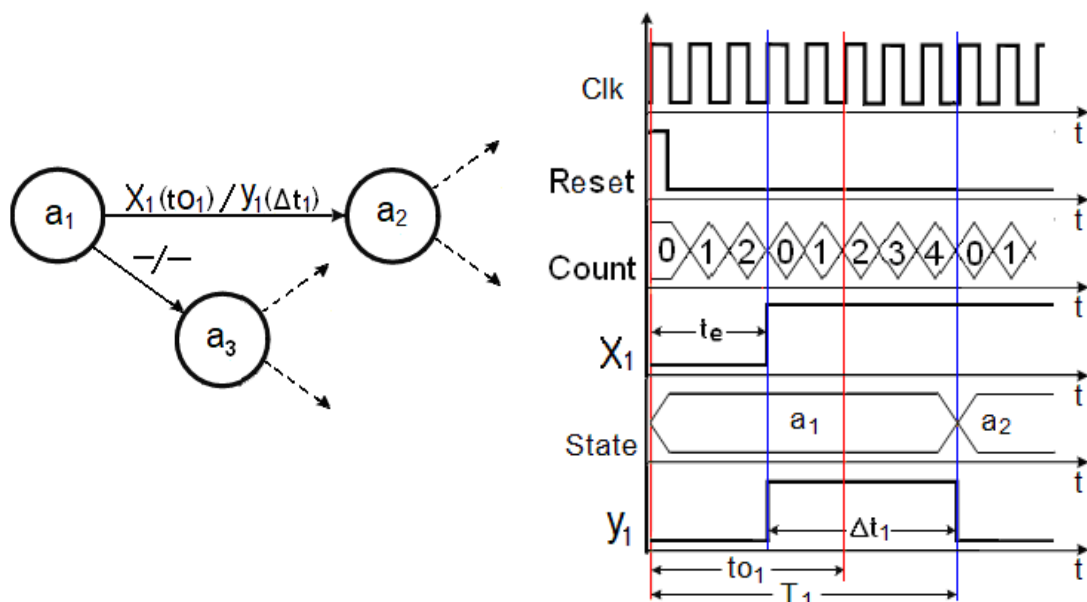 X₁(to₁)/y₁(Δt₁)
a₁
a₂
–/–
a₃
Clk
t
Reset
t
0 1 2 0 1 2 3 4 0 1
Count
t
tₑ
X₁
t
a₁
a₂
State
t
y₁
Δt₁
t
to₁
T₁